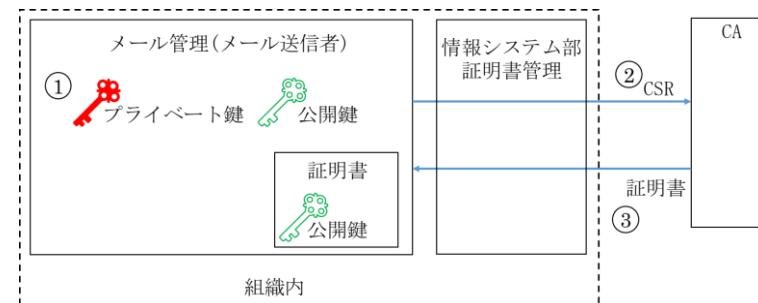 メール管理(メール送信者)
①
プライベート鍵
公開鍵
証明書
公開鍵
情報システム部
証明書管理
組織内
②
CSR
証明書
③
CA